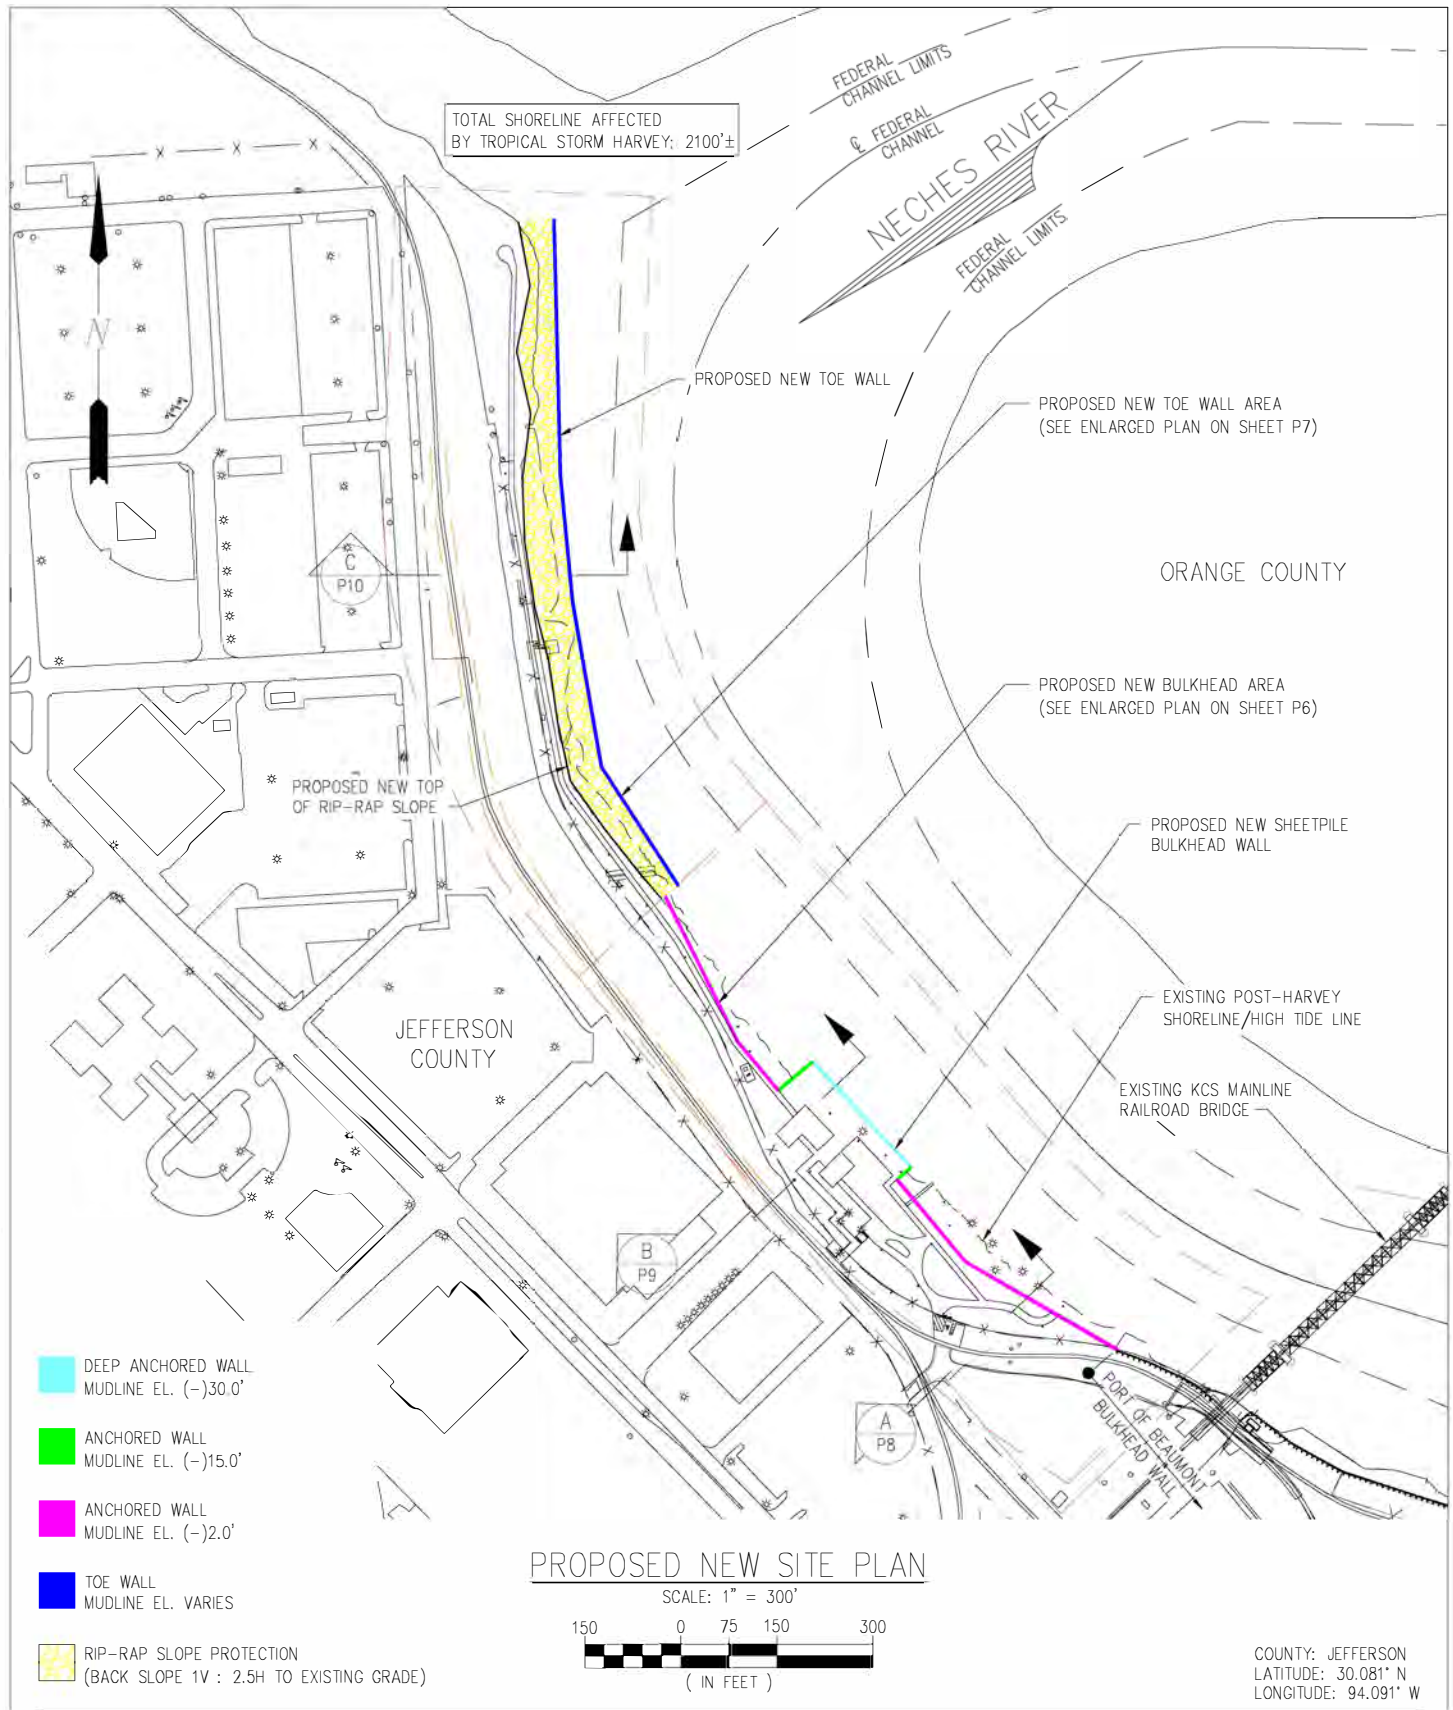 FEDERAL
CHANNEL LIMITS
TOTAL SHORELINE AFFECTED
BY TROPICAL STORM HARVEY: 2100'±
℄ FEDERAL
CHANNEL
NECHES RIVER
FEDERAL
CHANNEL LIMITS
N
PROPOSED NEW TOE WALL
PROPOSED NEW TOE WALL AREA
(SEE ENLARGED PLAN ON SHEET P7)
C
P10
ORANGE COUNTY
PROPOSED NEW BULKHEAD AREA
(SEE ENLARGED PLAN ON SHEET P6)
PROPOSED NEW TOP
OF RIP-RAP SLOPE
PROPOSED NEW SHEETPILE
BULKHEAD WALL
EXISTING POST-HARVEY
SHORELINE/HIGH TIDE LINE
JEFFERSON
COUNTY
EXISTING KCS MAINLINE
RAILROAD BRIDGE
B
P9
A
P8
PORT OF BEAUMONT
BULKHEAD WALL
DEEP ANCHORED WALL
MUDLINE EL. (-)30.0'
ANCHORED WALL
MUDLINE EL. (-)15.0'
ANCHORED WALL
MUDLINE EL. (-)2.0'
TOE WALL
MUDLINE EL. VARIES
RIP-RAP SLOPE PROTECTION
(BACK SLOPE 1V : 2.5H TO EXISTING GRADE)
PROPOSED NEW SITE PLAN
SCALE: 1" = 300'
150 0 75 150 300
( IN FEET )
COUNTY: JEFFERSON
LATITUDE: 30.081° N
LONGITUDE: 94.091° W